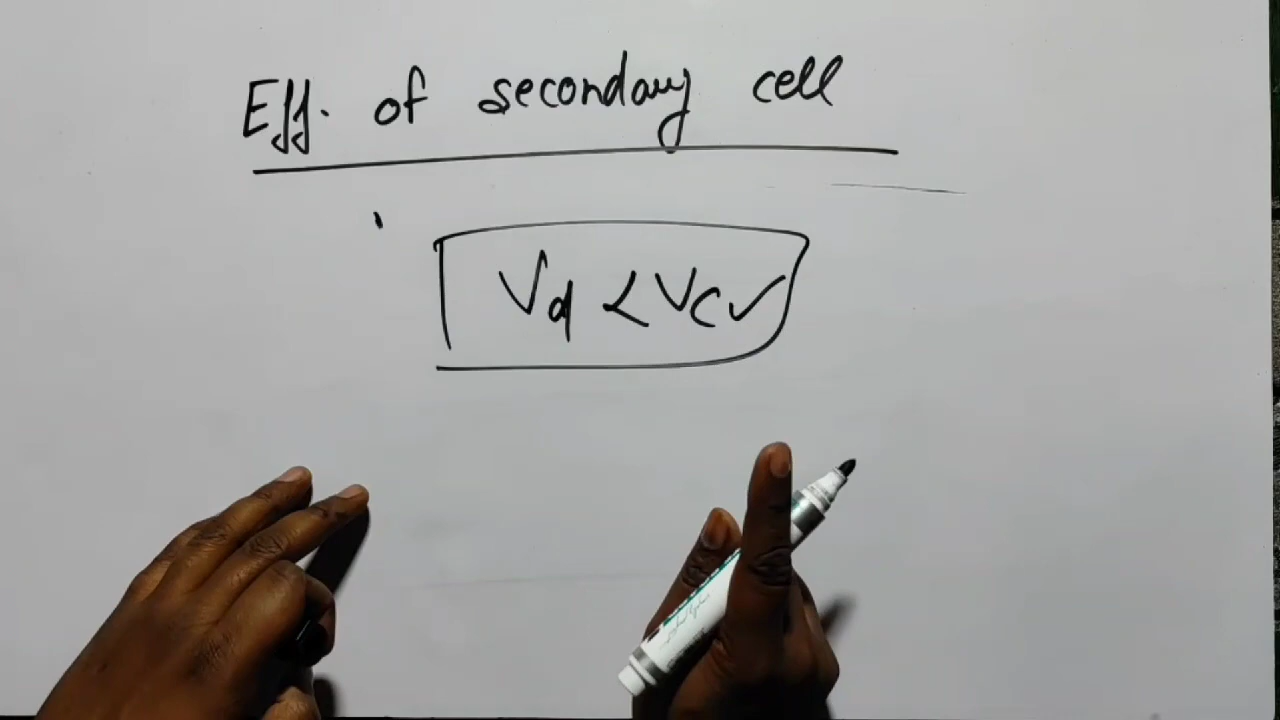 Eff. of secondary cell
Vd < Vc ✓